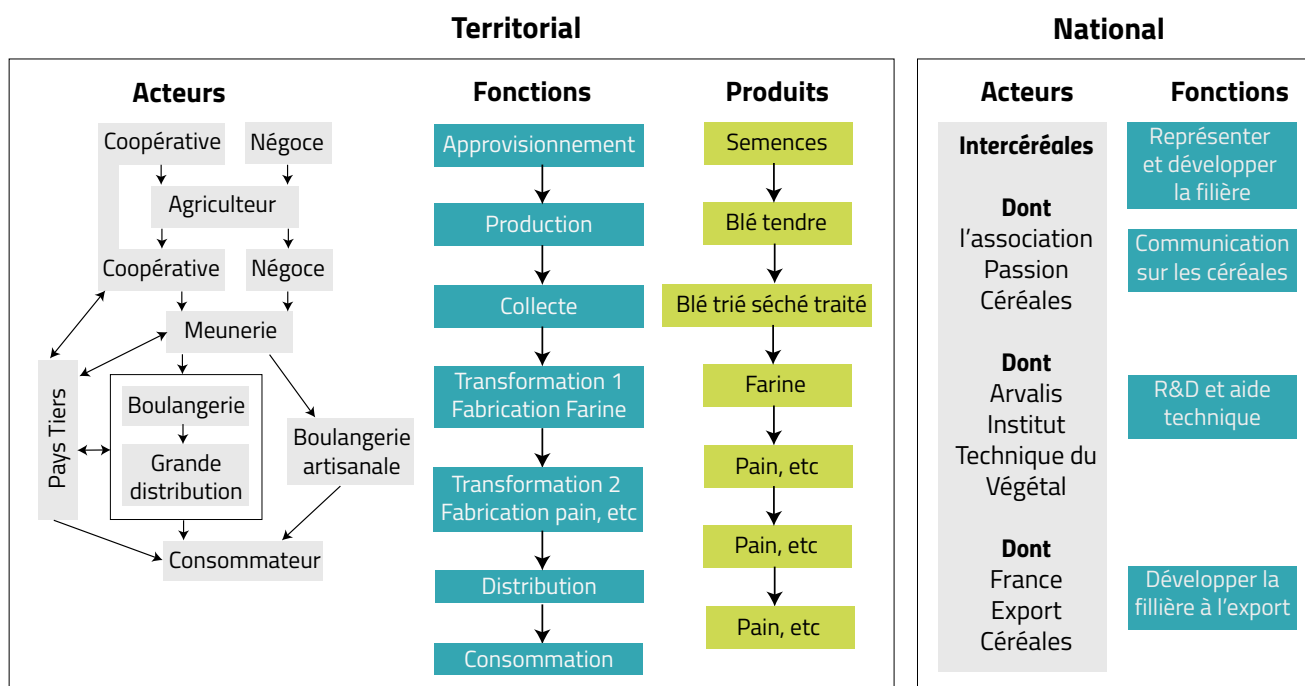 Territorial
Acteurs
Coopérative
Négoce
Agriculteur
Coopérative
Négoce
Meunerie
Pays Tiers
Boulangerie
Grande
distribution
Boulangerie
artisanale
Consommateur
Fonctions
Approvisionnement
Production
Collecte
Transformation 1
Fabrication Farine
Transformation 2
Fabrication pain, etc
Distribution
Consommation
Produits
Semences
Blé tendre
Blé trié séché traité
Farine
Pain, etc
Pain, etc
Pain, etc
National
Acteurs
Intercéréales
Dont
l'association
Passion
Céréales
Dont
Arvalis
Institut
Technique du
Végétal
Dont
France
Export
Céréales
Fonctions
Représenter
et développer
la filière
Communication
sur les céréales
R&D et aide
technique
Développer la
fillière à l'export